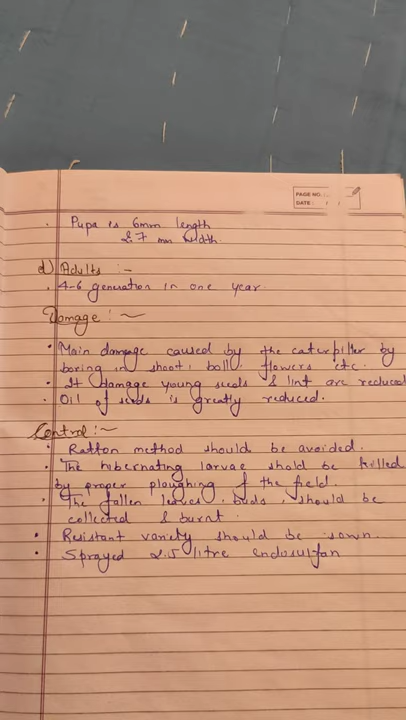 PAGE NO.:
DATE: / /
. Pupa is 6mm length
2.7 mm width.
d) Adults :-
. 4-6 generation in one year.
Damage :~
• Main damage caused by the caterpiller by
boring in shoot, boll, flowers etc.
• It damage young seeds & lint are reduced
• Oil of seeds is greatly reduced.
Control :~
• Ratton method should be avoided.
• The hibernating larvae shold be killed
by proper ploughing of the field.
• The fallen leaves, buds, should be
collected & burnt.
• Resistant variety should be sown.
• Sprayed 2.5 litre endosulfan